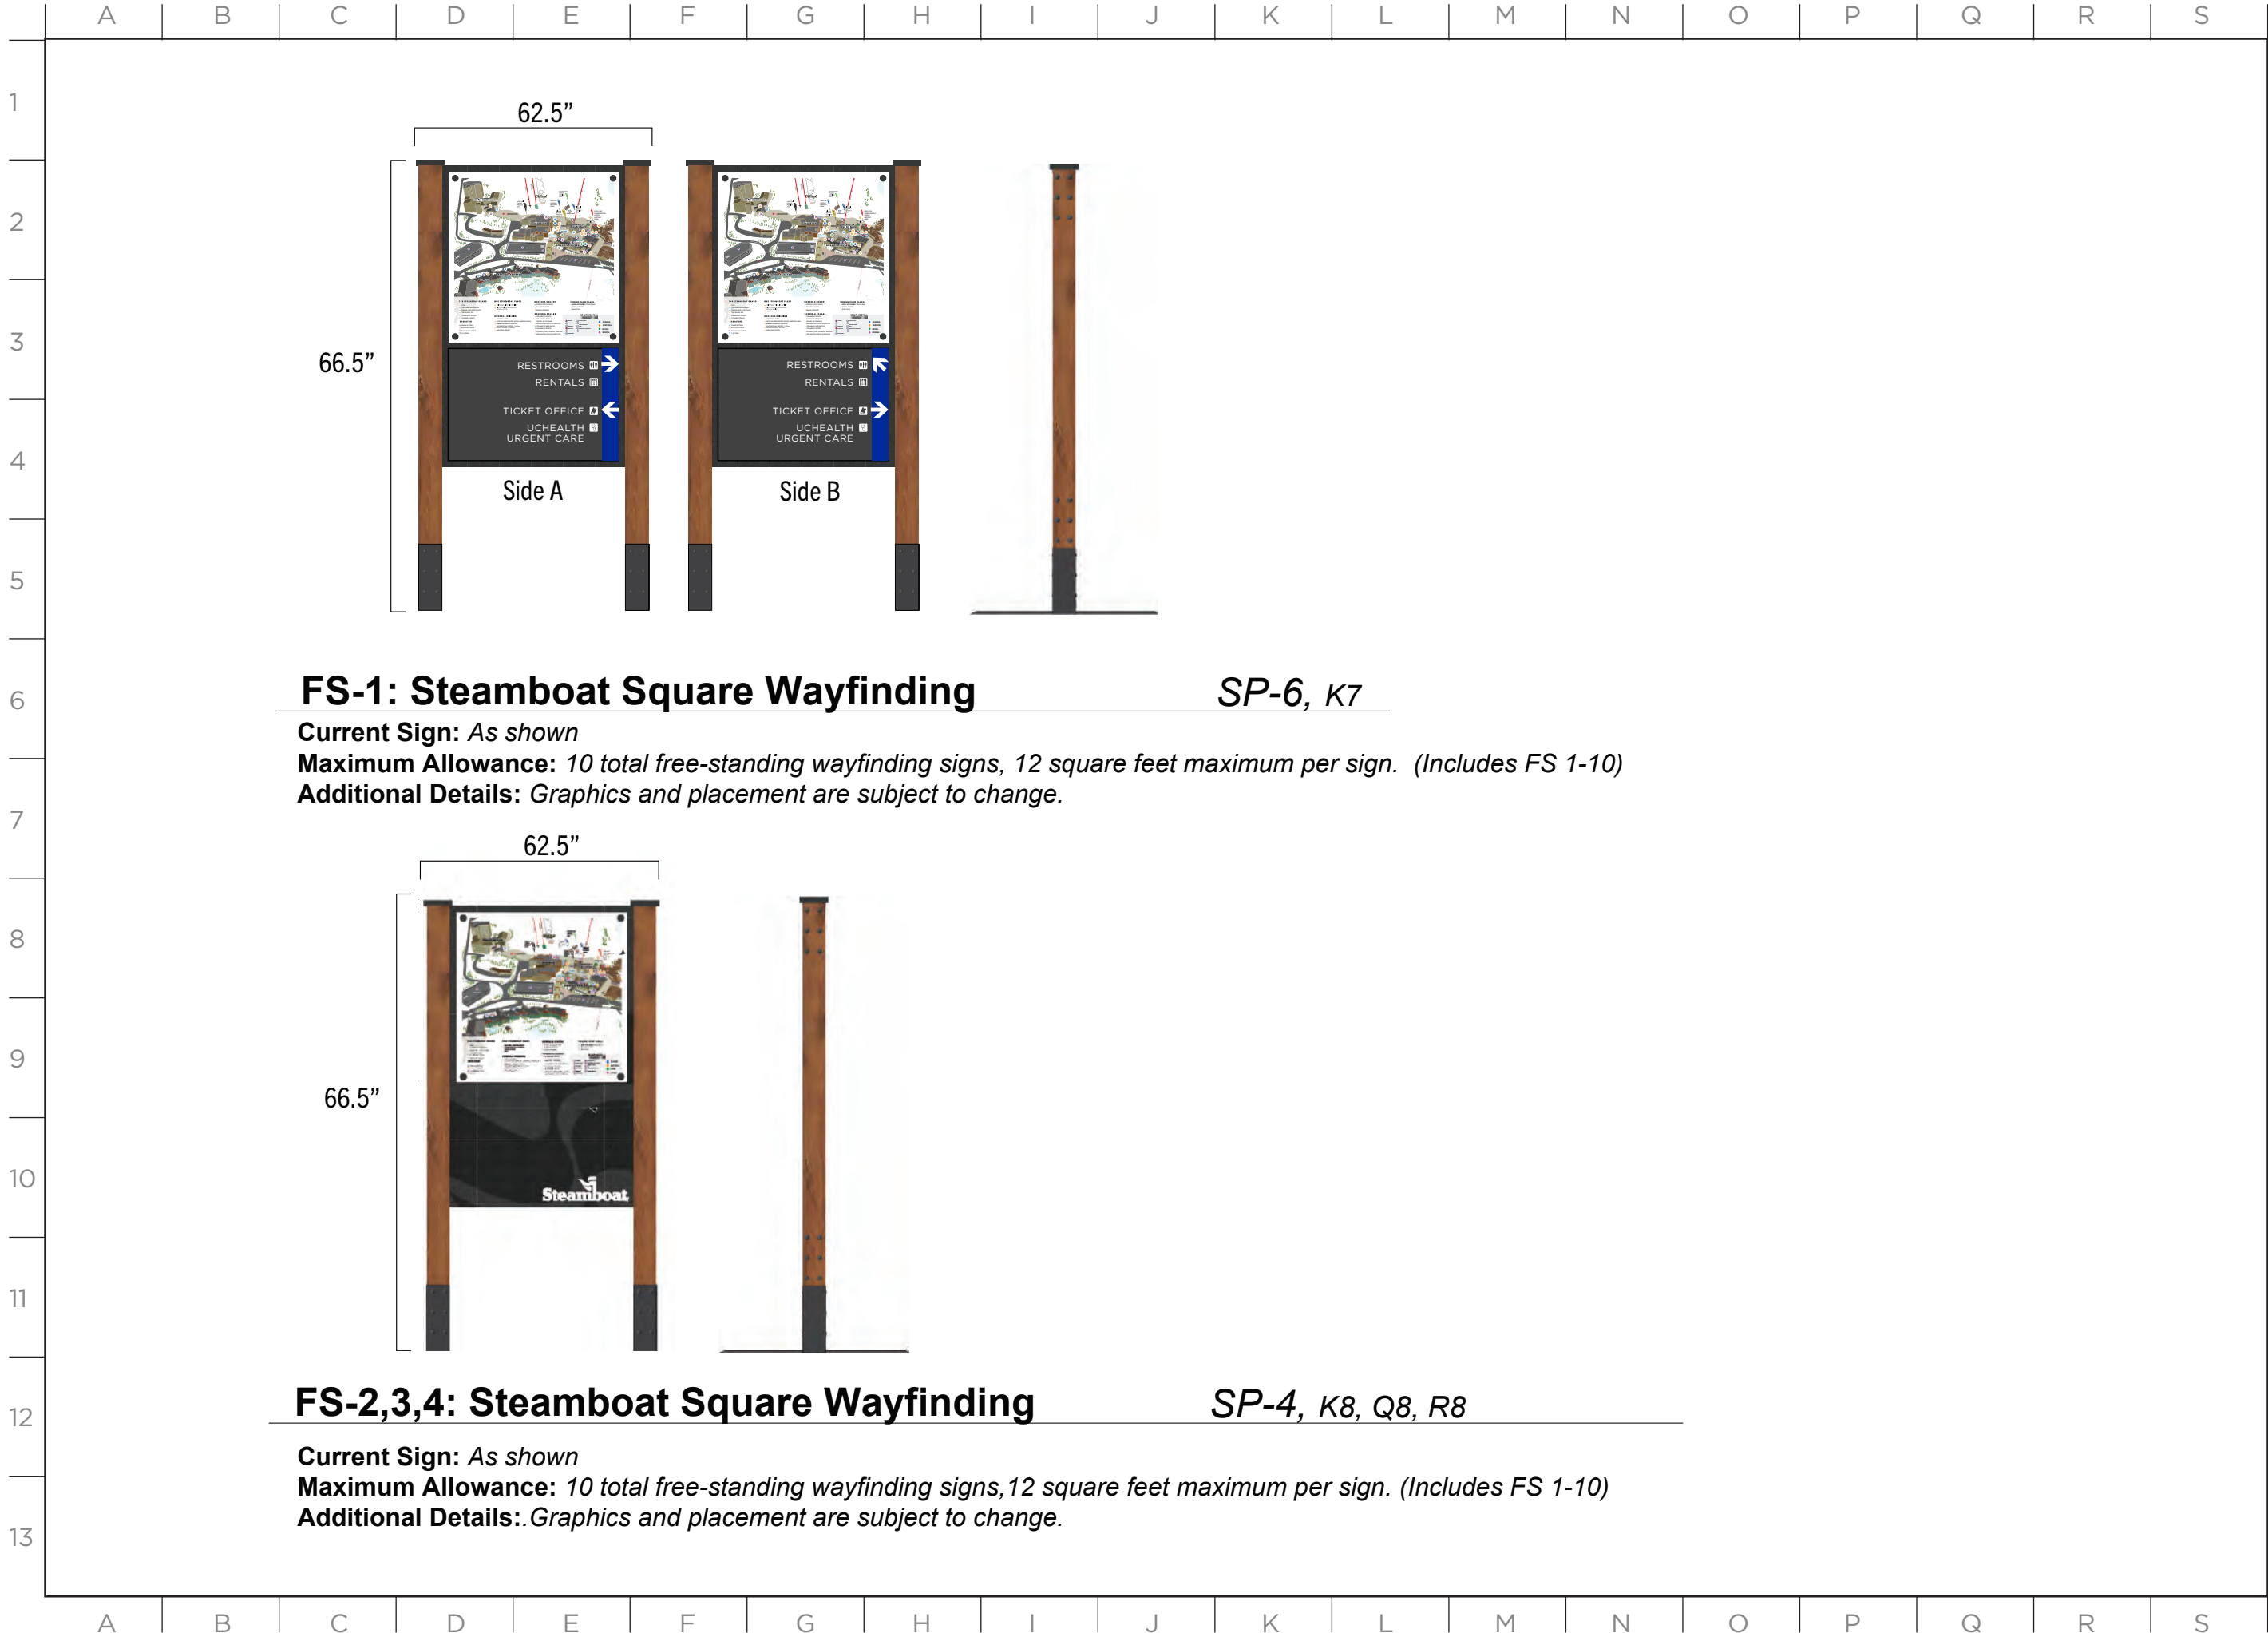 A B C D E F G H I J K L M N O P Q R S
1
2
3
4
5
6
7
8
9
10
11
12
13
62.5”
66.5”
RESTROOMS
RENTALS
TICKET OFFICE
UCHEALTH
URGENT CARE
Side A
RESTROOMS
RENTALS
TICKET OFFICE
UCHEALTH
URGENT CARE
Side B
FS-1: Steamboat Square Wayfinding SP-6, K7
Current Sign: As shown
Maximum Allowance: 10 total free-standing wayfinding signs, 12 square feet maximum per sign. (Includes FS 1-10)
Additional Details: Graphics and placement are subject to change.
62.5”
66.5”
Steamboat
FS-2,3,4: Steamboat Square Wayfinding SP-4, K8, Q8, R8
Current Sign: As shown
Maximum Allowance: 10 total free-standing wayfinding signs,12 square feet maximum per sign. (Includes FS 1-10)
Additional Details:.Graphics and placement are subject to change.
A B C D E F G H I J K L M N O P Q R S